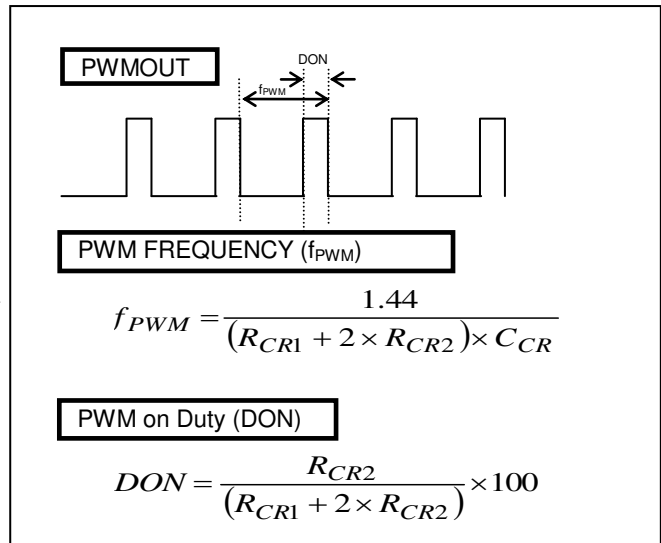 PWMOUT
DON
fPWM
PWM FREQUENCY (fPWM)
fPWM = 1.44 / ((RCR1 + 2 × RCR2) × CCR)
PWM on Duty (DON)
DON = RCR2 / (RCR1 + 2 × RCR2) × 100